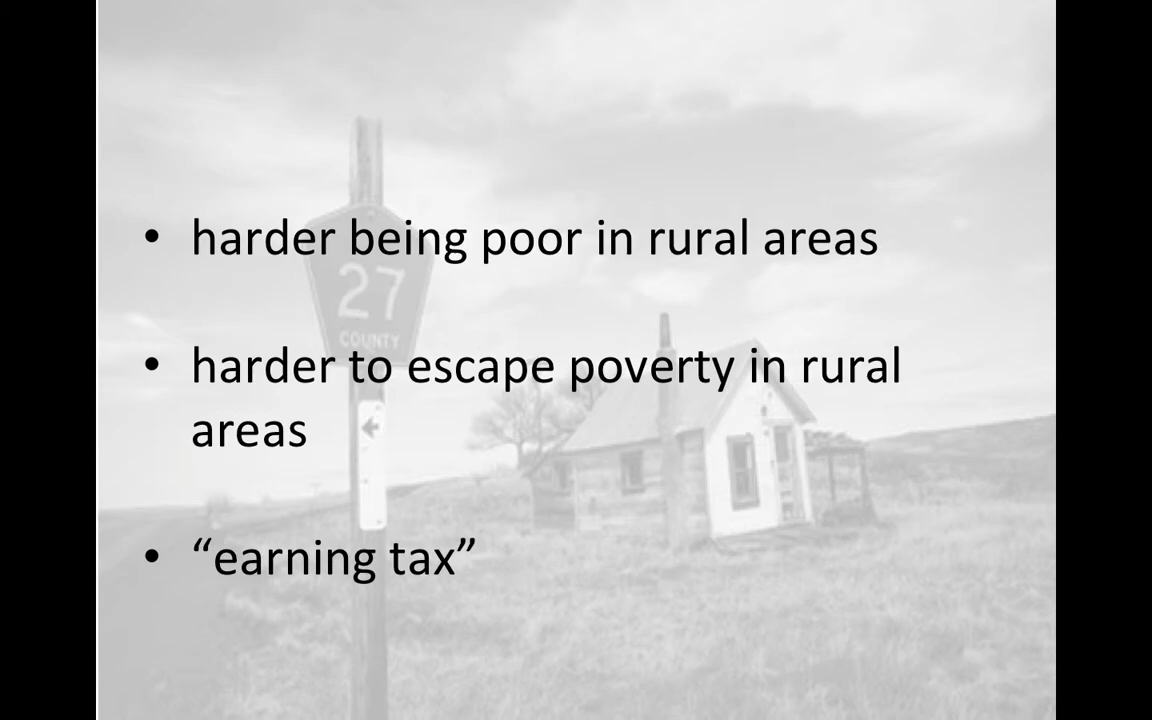 • harder being poor in rural areas
27
COUNTY
• harder to escape poverty in rural
areas
• “earning tax”